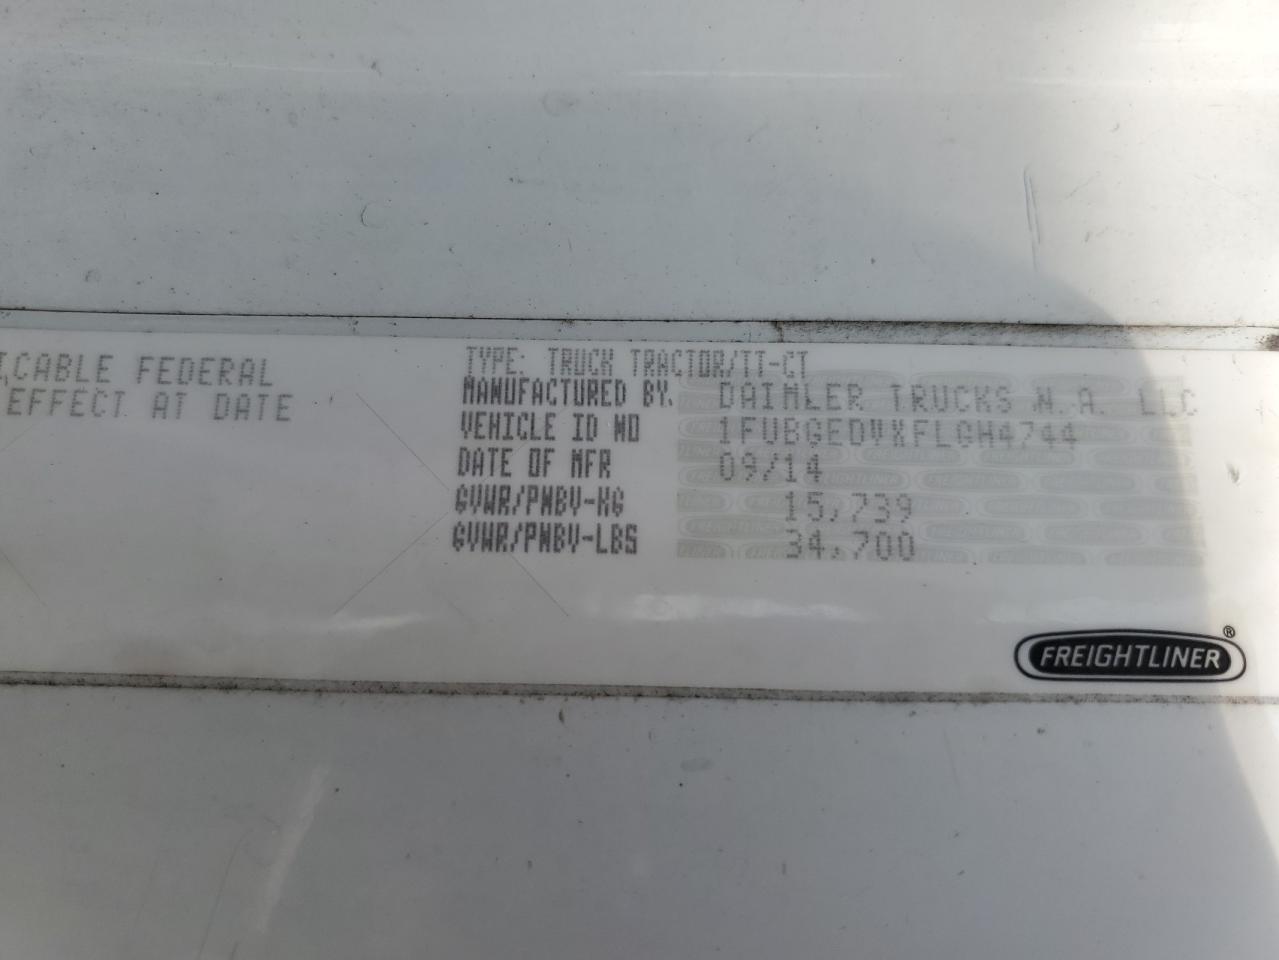 CABLE FEDERAL
EFFECT AT DATE
TYPE: TRUCK TRACTOR/TT-CT
MANUFACTURED BY. DAIMLER TRUCKS N.A. LLC
VEHICLE ID NO 1FUBGEDVXFLGH4744
DATE OF MFR 09/14
GVWR/PNBV-KG 15,739
GVWR/PNBV-LBS 34,700
FREIGHTLINER®